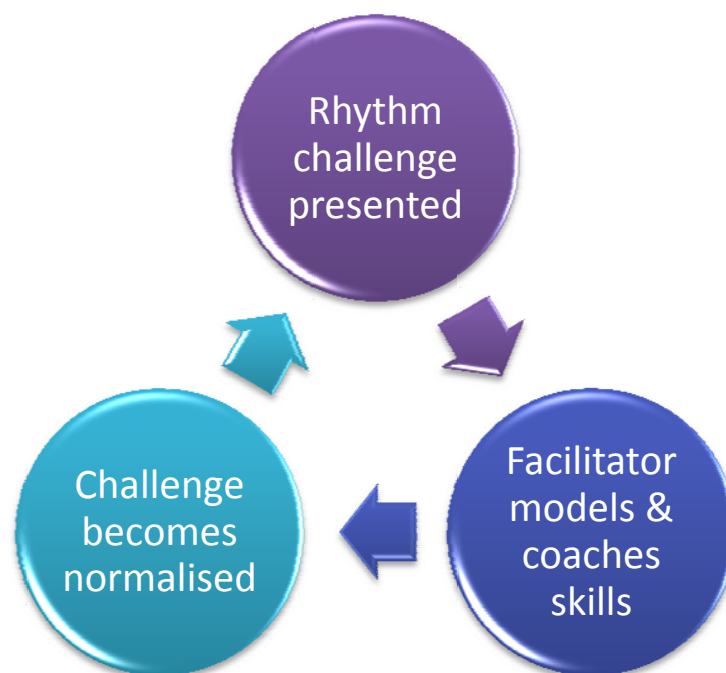 Rhythm
challenge
presented
Facilitator
models &
coaches
skills
Challenge
becomes
normalised